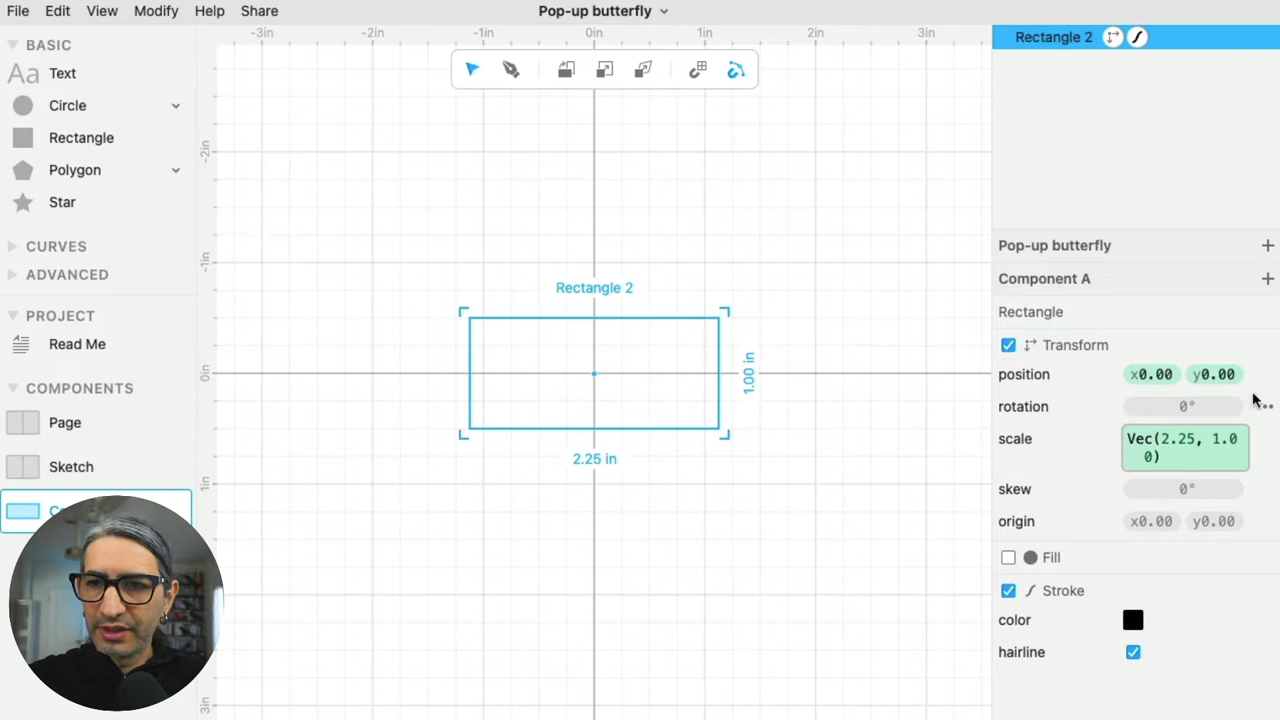 File Edit View Modify Help Share
Pop-up butterfly
BASIC
Aa Text
Circle
Rectangle
Polygon
Star
CURVES
ADVANCED
PROJECT
Read Me
COMPONENTS
Page
Sketch
-3in -2in -1in 0in 1in 2in 3in
-2in
-1in
0in
1in
3in
Rectangle 2
1.00 in
2.25 in
Rectangle 2
Pop-up butterfly
Component A
Rectangle
Transform
position x0.00 y0.00
rotation 0°
scale Vec(2.25, 1.0
0)
skew 0°
origin x0.00 y0.00
Fill
Stroke
color
hairline